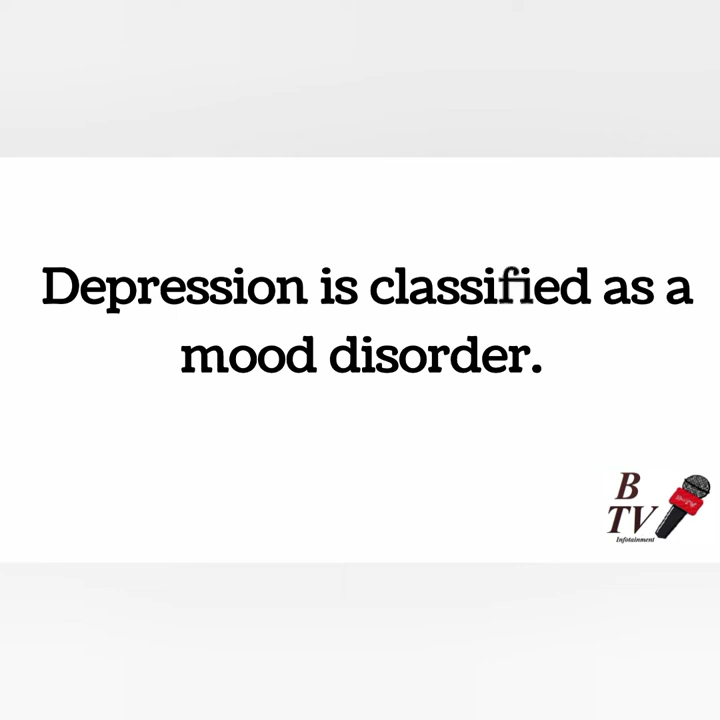 Depression is classified as a
mood disorder.
B
TV
Infotainment